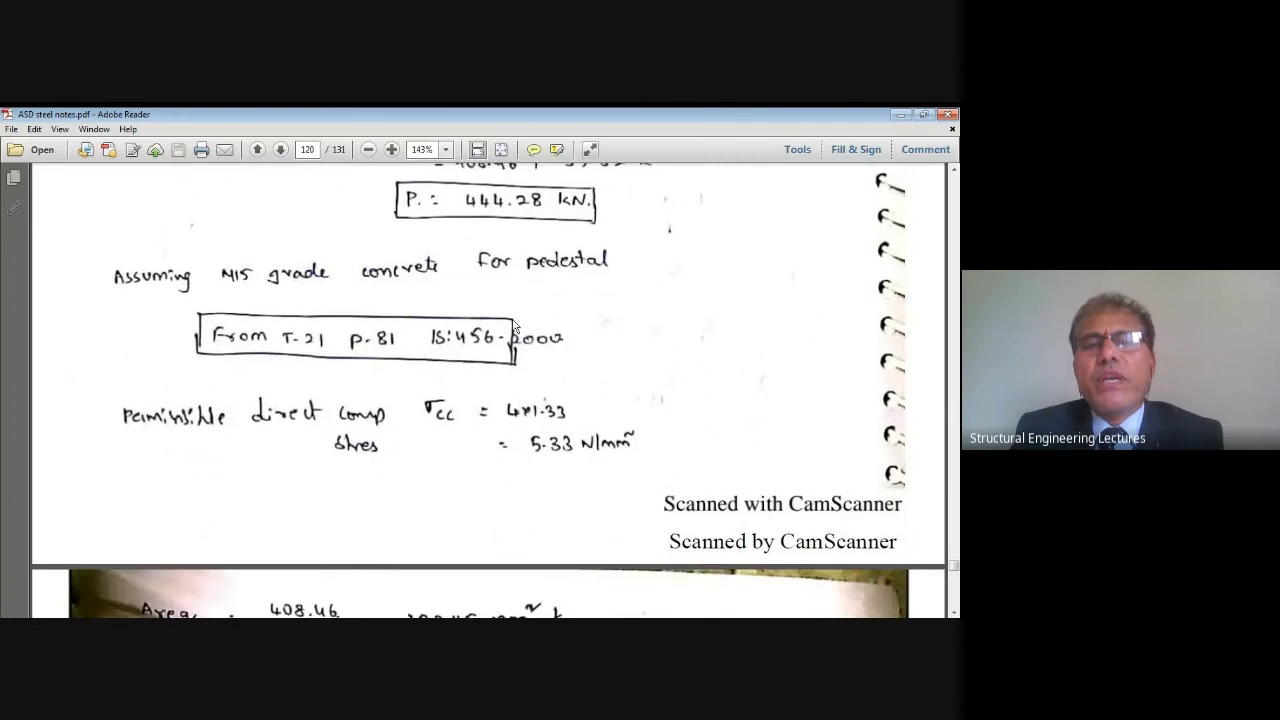 ASD steel notes.pdf - Adobe Reader
File Edit View Window Help
Open 120 / 131 143% Tools Fill & Sign Comment
P. = 444.28 kN.
Assuming M15 grade concrete for pedestal
From T-21 P-81 IS:456-2000
direct comp σcc = 4×1.33
stres = 5.33 N/mm²
Scanned with CamScanner
Scanned by CamScanner
Area 408.46
Structural Engineering Lectures